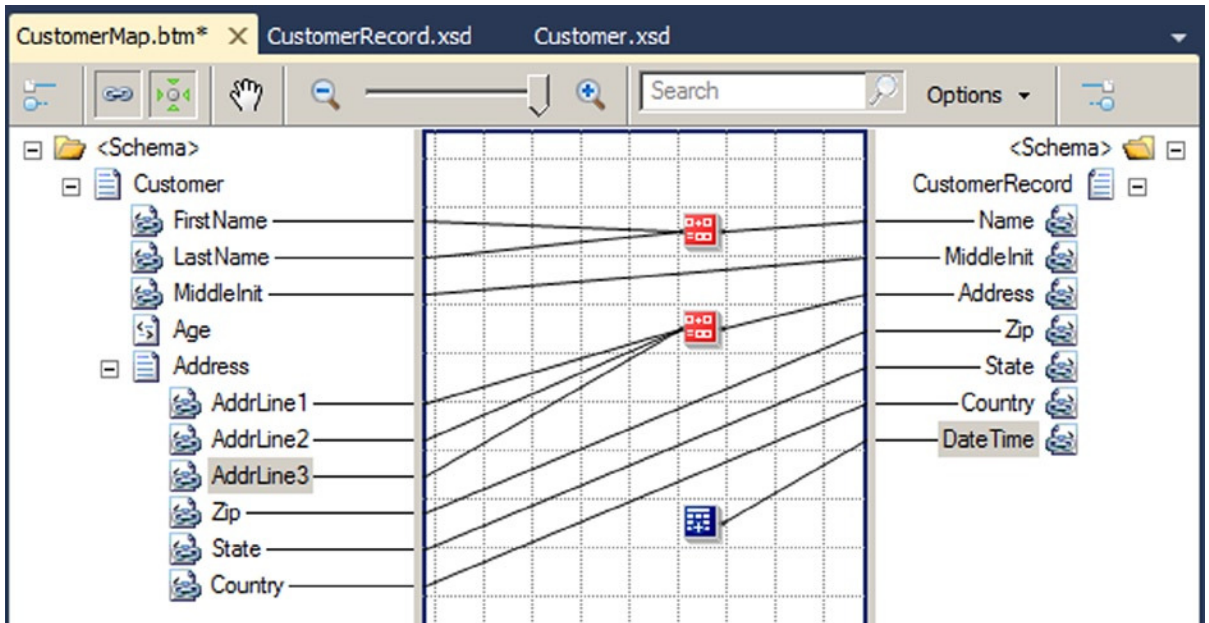 CustomerMap.btm* CustomerRecord.xsd Customer.xsd
Search Options
<Schema> <Schema>
Customer CustomerRecord
FirstName Name
LastName MiddleInit
MiddleInit Address
Age Zip
Address State
AddrLine1 Country
AddrLine2 DateTime
AddrLine3
Zip
State
Country